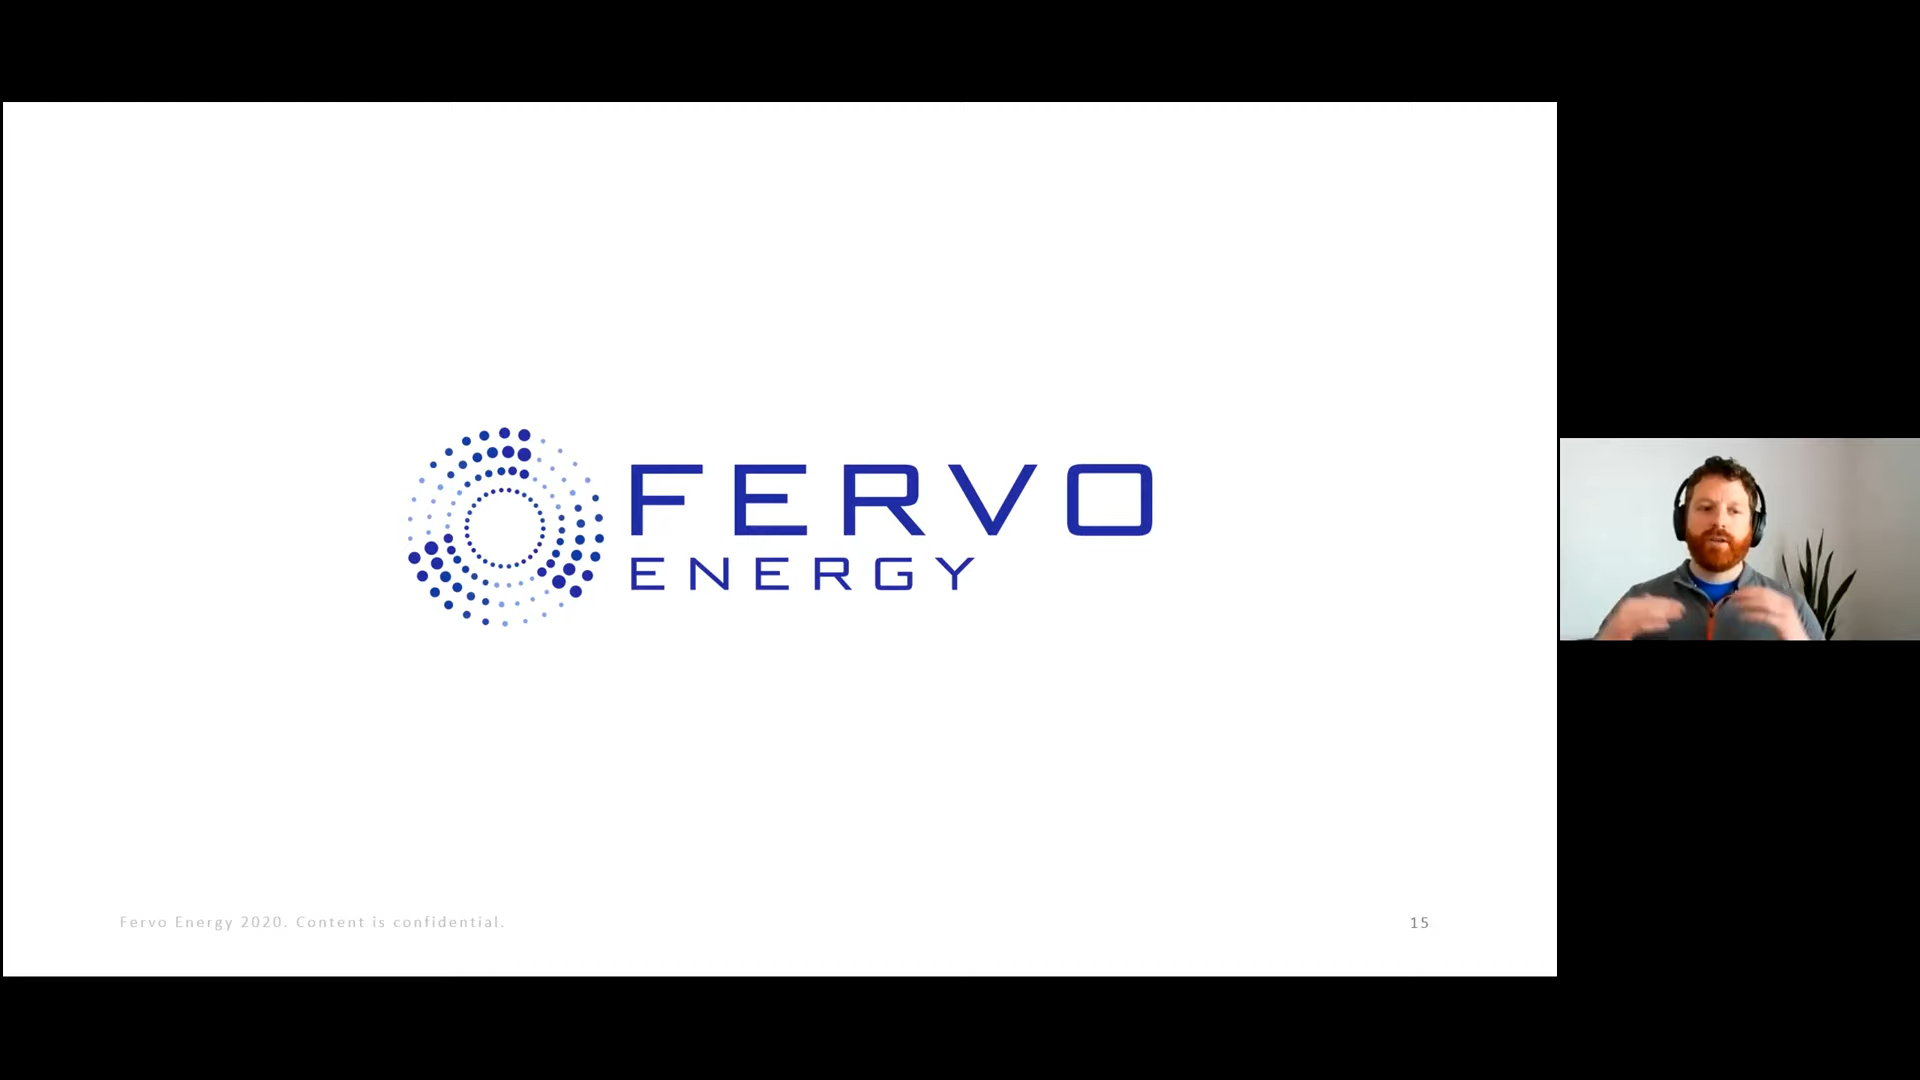 FERVO
ENERGY
Fervo Energy 2020. Content is confidential.
15